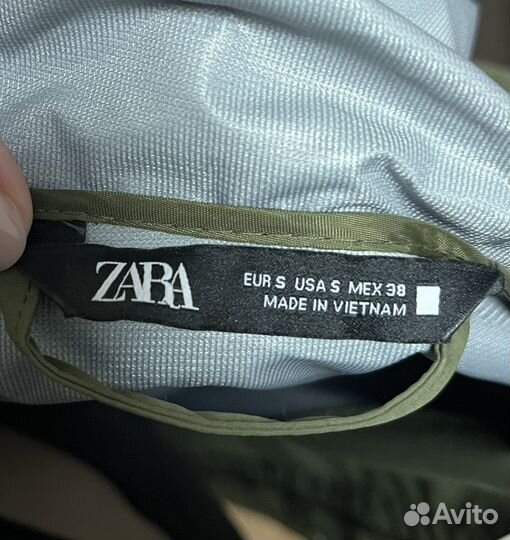 ZARA
EUR S USA S MEX 38
MADE IN VIETNAM
Avito